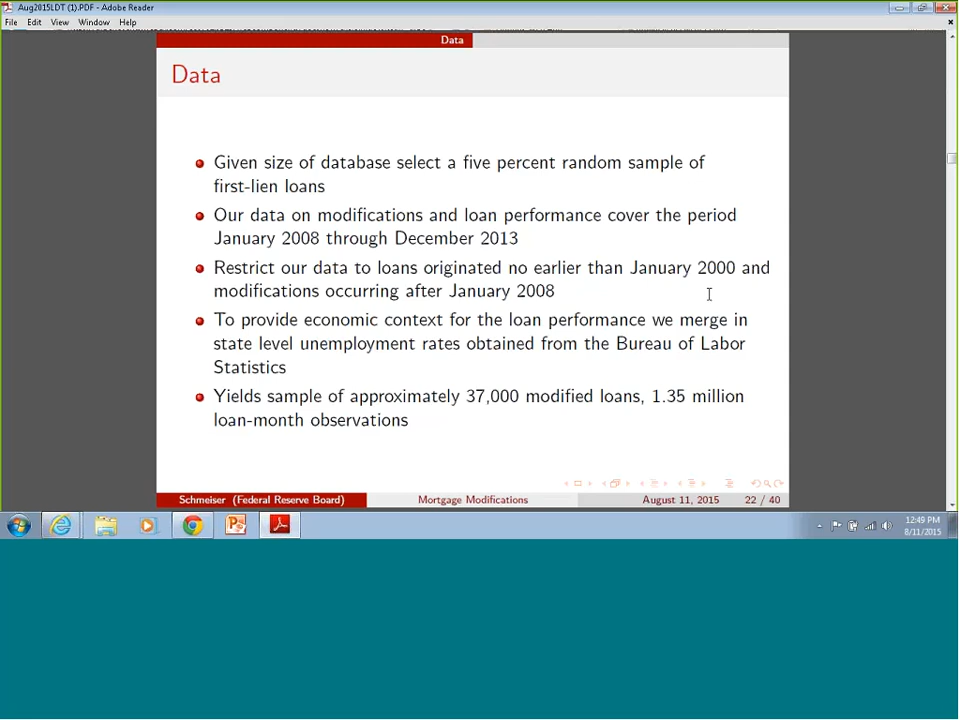 Aug2015LDT (1).PDF - Adobe Reader
File Edit View Window Help
Data
Data
Given size of database select a five percent random sample of
first-lien loans
Our data on modifications and loan performance cover the period
January 2008 through December 2013
Restrict our data to loans originated no earlier than January 2000 and
modifications occurring after January 2008
To provide economic context for the loan performance we merge in
state level unemployment rates obtained from the Bureau of Labor
Statistics
Yields sample of approximately 37,000 modified loans, 1.35 million
loan-month observations
Schmeiser (Federal Reserve Board) Mortgage Modifications August 11, 2015 22 / 40
12:49 PM
8/11/2015